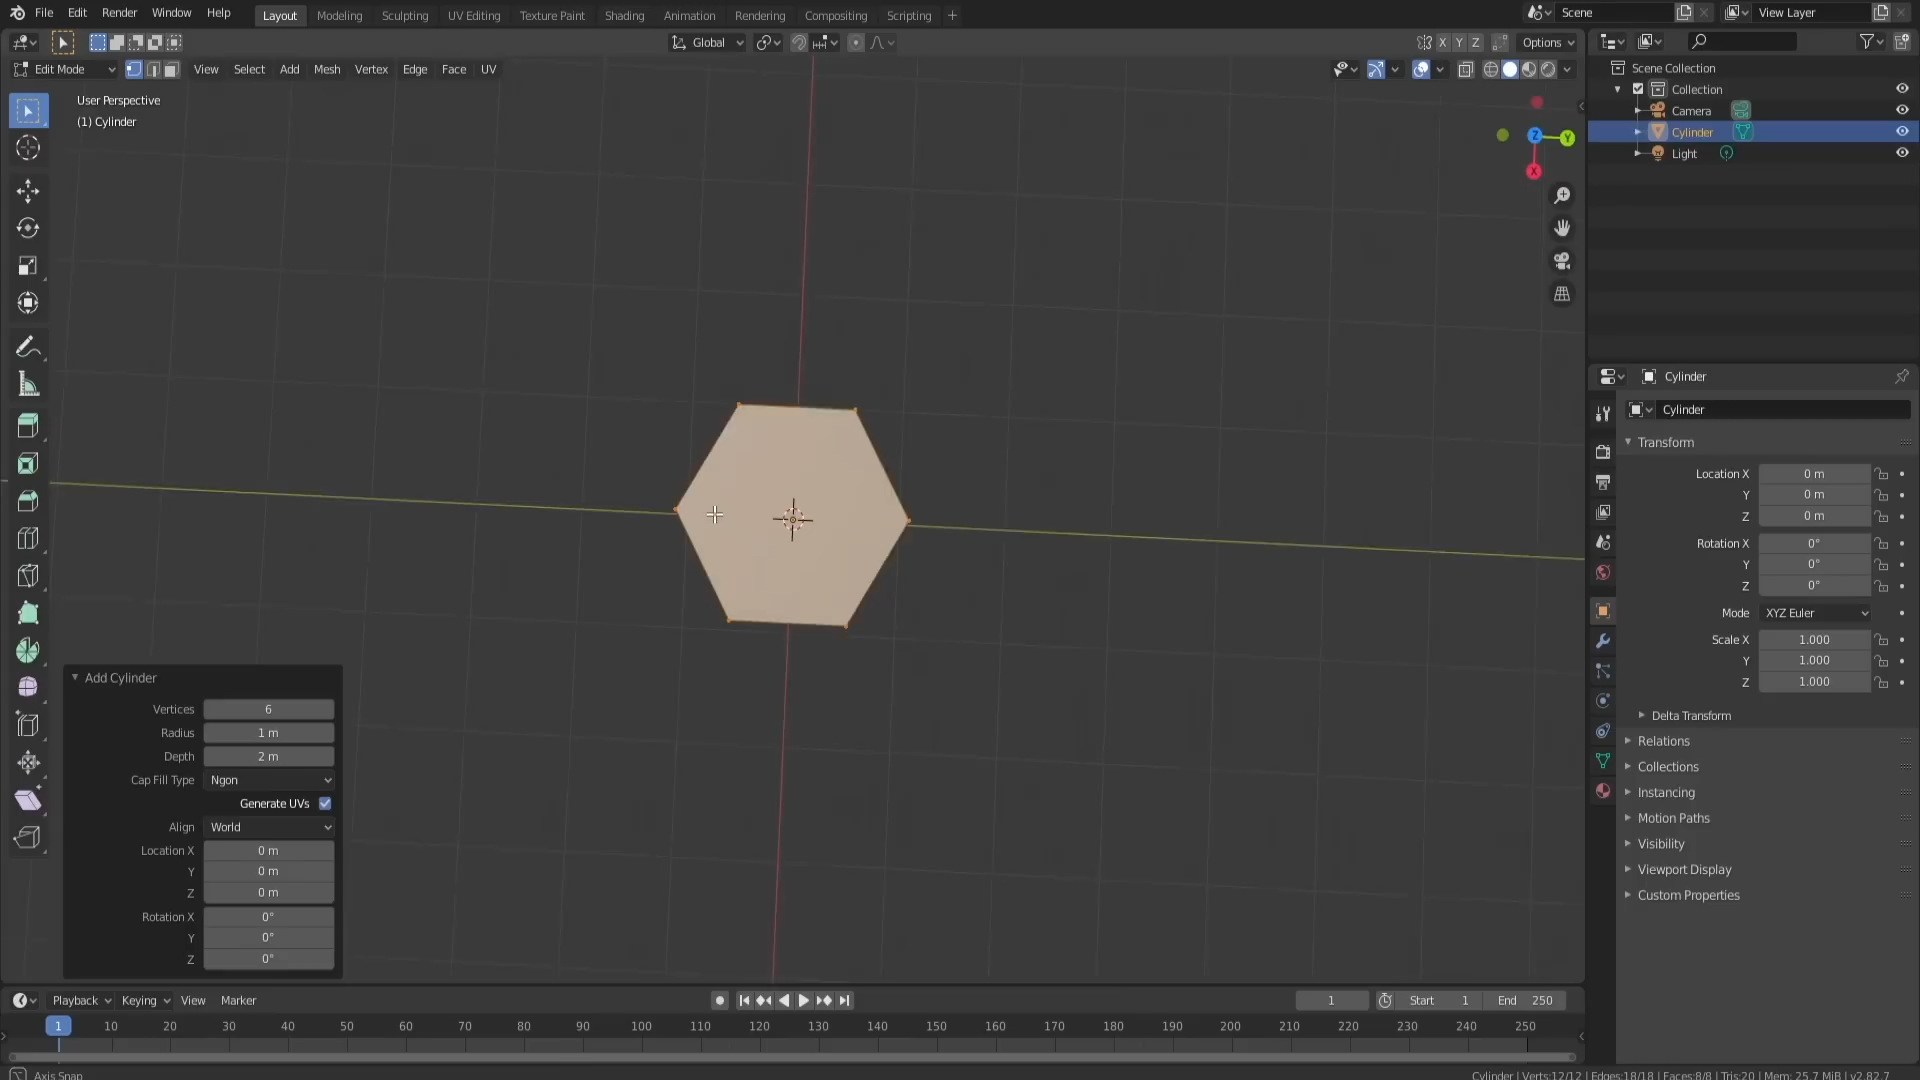 File Edit Render Window Help
Layout Modeling Sculpting UV Editing Texture Paint Shading Animation Rendering Compositing Scripting +
Scene
View Layer
Global
X Y Z
Options
Edit Mode
View Select Add Mesh Vertex Edge Face UV
User Perspective
(1) Cylinder
Z
Y
X
Scene Collection
Collection
Camera
Cylinder
Light
Cylinder
Cylinder
Transform
Location X 0 m
Y 0 m
Z 0 m
Rotation X 0°
Y 0°
Z 0°
Mode XYZ Euler
Scale X 1.000
Y 1.000
Z 1.000
Delta Transform
Relations
Collections
Instancing
Motion Paths
Visibility
Viewport Display
Custom Properties
Add Cylinder
Vertices 6
Radius 1 m
Depth 2 m
Cap Fill Type Ngon
Generate UVs
Align World
Location X 0 m
Y 0 m
Z 0 m
Rotation X 0°
Y 0°
Z 0°
Playback Keying View Marker
1
Start 1 End 250
1 10 20 30 40 50 60 70 80 90 100 110 120 130 140 150 160 170 180 190 200 210 220 230 240 250
Axis Snap
Cylinder | Verts:12/12 | Edges:18/18 | Faces:8/8 | Tris:20 | Mem: 25.7 MiB | v2.82.7